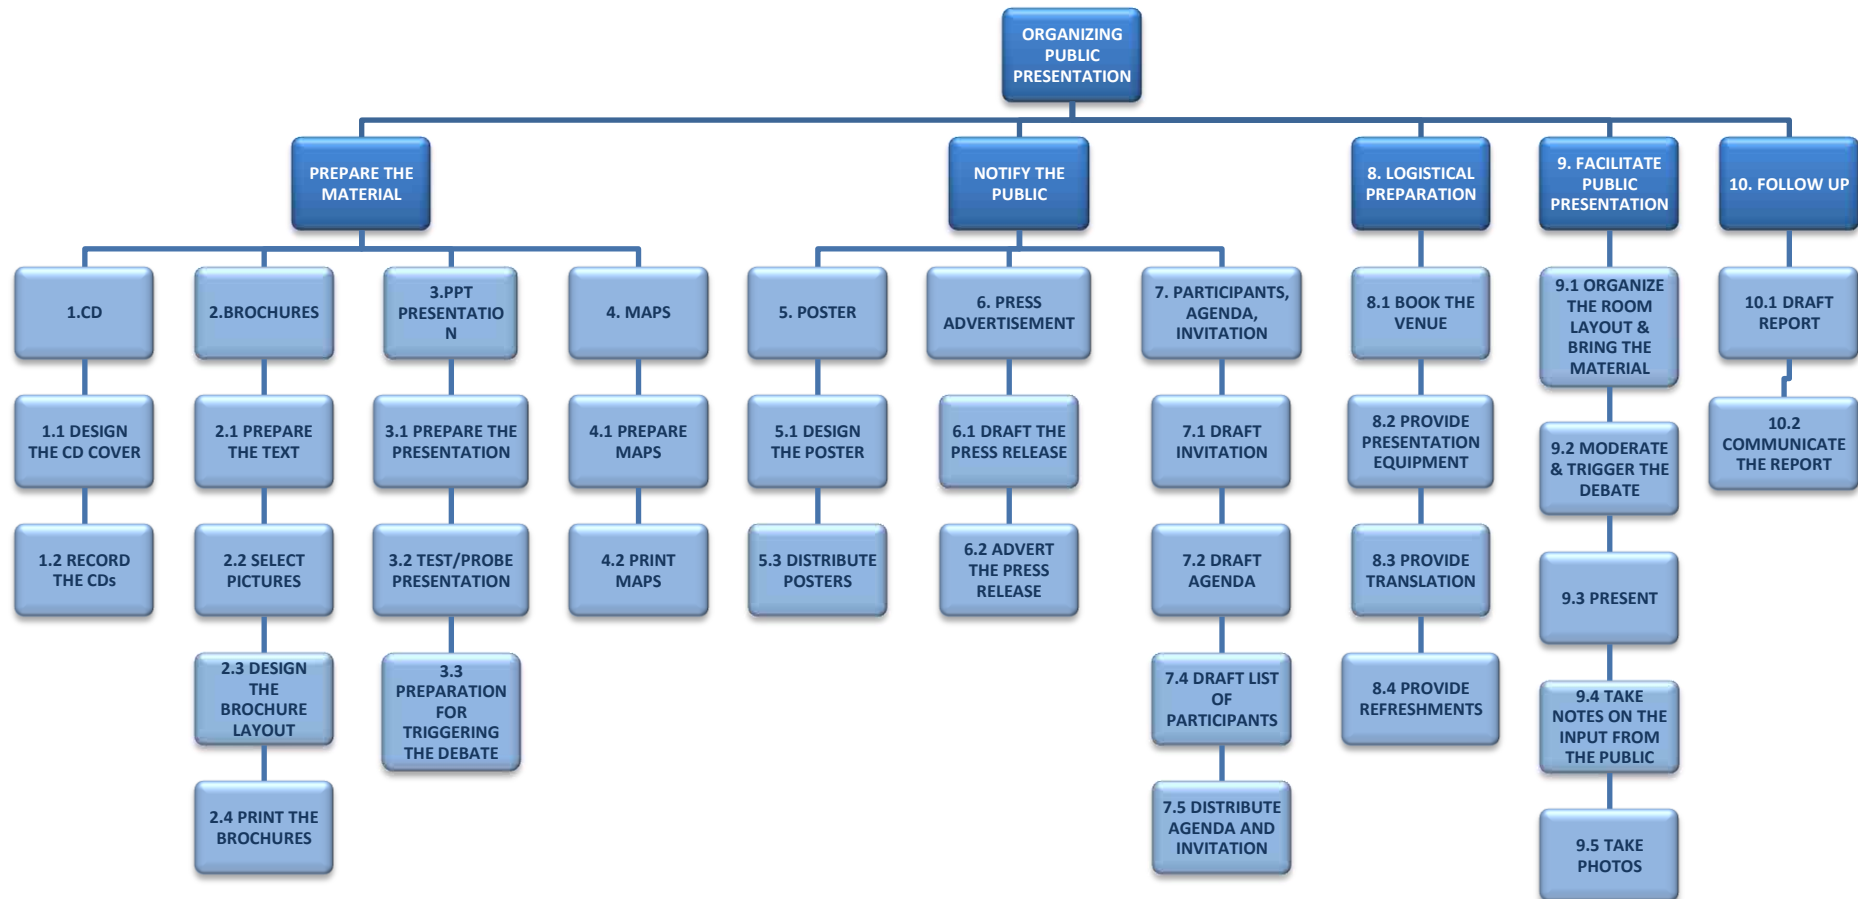 ORGANIZING
PUBLIC
PRESENTATION
PREPARE THE
MATERIAL
NOTIFY THE
PUBLIC
8. LOGISTICAL
PREPARATION
9. FACILITATE
PUBLIC
PRESENTATION
10. FOLLOW UP
1.CD
2.BROCHURES
3.PPT
PRESENTATIO
N
4. MAPS
5. POSTER
6. PRESS
ADVERTISEMENT
7. PARTICIPANTS,
AGENDA,
INVITATION
8.1 BOOK THE
VENUE
9.1 ORGANIZE
THE ROOM
LAYOUT &
BRING THE
MATERIAL
10.1 DRAFT
REPORT
1.1 DESIGN
THE CD COVER
2.1 PREPARE
THE TEXT
3.1 PREPARE THE
PRESENTATION
4.1 PREPARE
MAPS
5.1 DESIGN
THE POSTER
6.1 DRAFT THE
PRESS RELEASE
7.1 DRAFT
INVITATION
8.2 PROVIDE
PRESENTATION
EQUIPMENT
9.2 MODERATE
& TRIGGER THE
DEBATE
10.2
COMMUNICATE
THE REPORT
1.2 RECORD
THE CDs
2.2 SELECT
PICTURES
3.2 TEST/PROBE
PRESENTATION
4.2 PRINT
MAPS
5.3 DISTRIBUTE
POSTERS
6.2 ADVERT
THE PRESS
RELEASE
7.2 DRAFT
AGENDA
8.3 PROVIDE
TRANSLATION
9.3 PRESENT
2.3 DESIGN
THE
BROCHURE
LAYOUT
3.3
PREPARATION
FOR
TRIGGERING
THE DEBATE
7.4 DRAFT LIST
OF
PARTICIPANTS
8.4 PROVIDE
REFRESHMENTS
9.4 TAKE
NOTES ON THE
INPUT FROM
THE PUBLIC
2.4 PRINT THE
BROCHURES
7.5 DISTRIBUTE
AGENDA AND
INVITATION
9.5 TAKE
PHOTOS